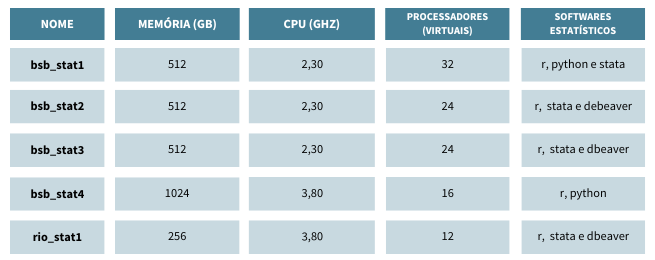 NOME MEMÓRIA (GB) CPU (GHZ) PROCESSADORES (VIRTUAIS) SOFTWARES ESTATÍSTICOS
bsb_stat1 512 2,30 32 r, python e stata
bsb_stat2 512 2,30 24 r, stata e debeaver
bsb_stat3 512 2,30 24 r, stata e dbeaver
bsb_stat4 1024 3,80 16 r, python
rio_stat1 256 3,80 12 r, stata e dbeaver